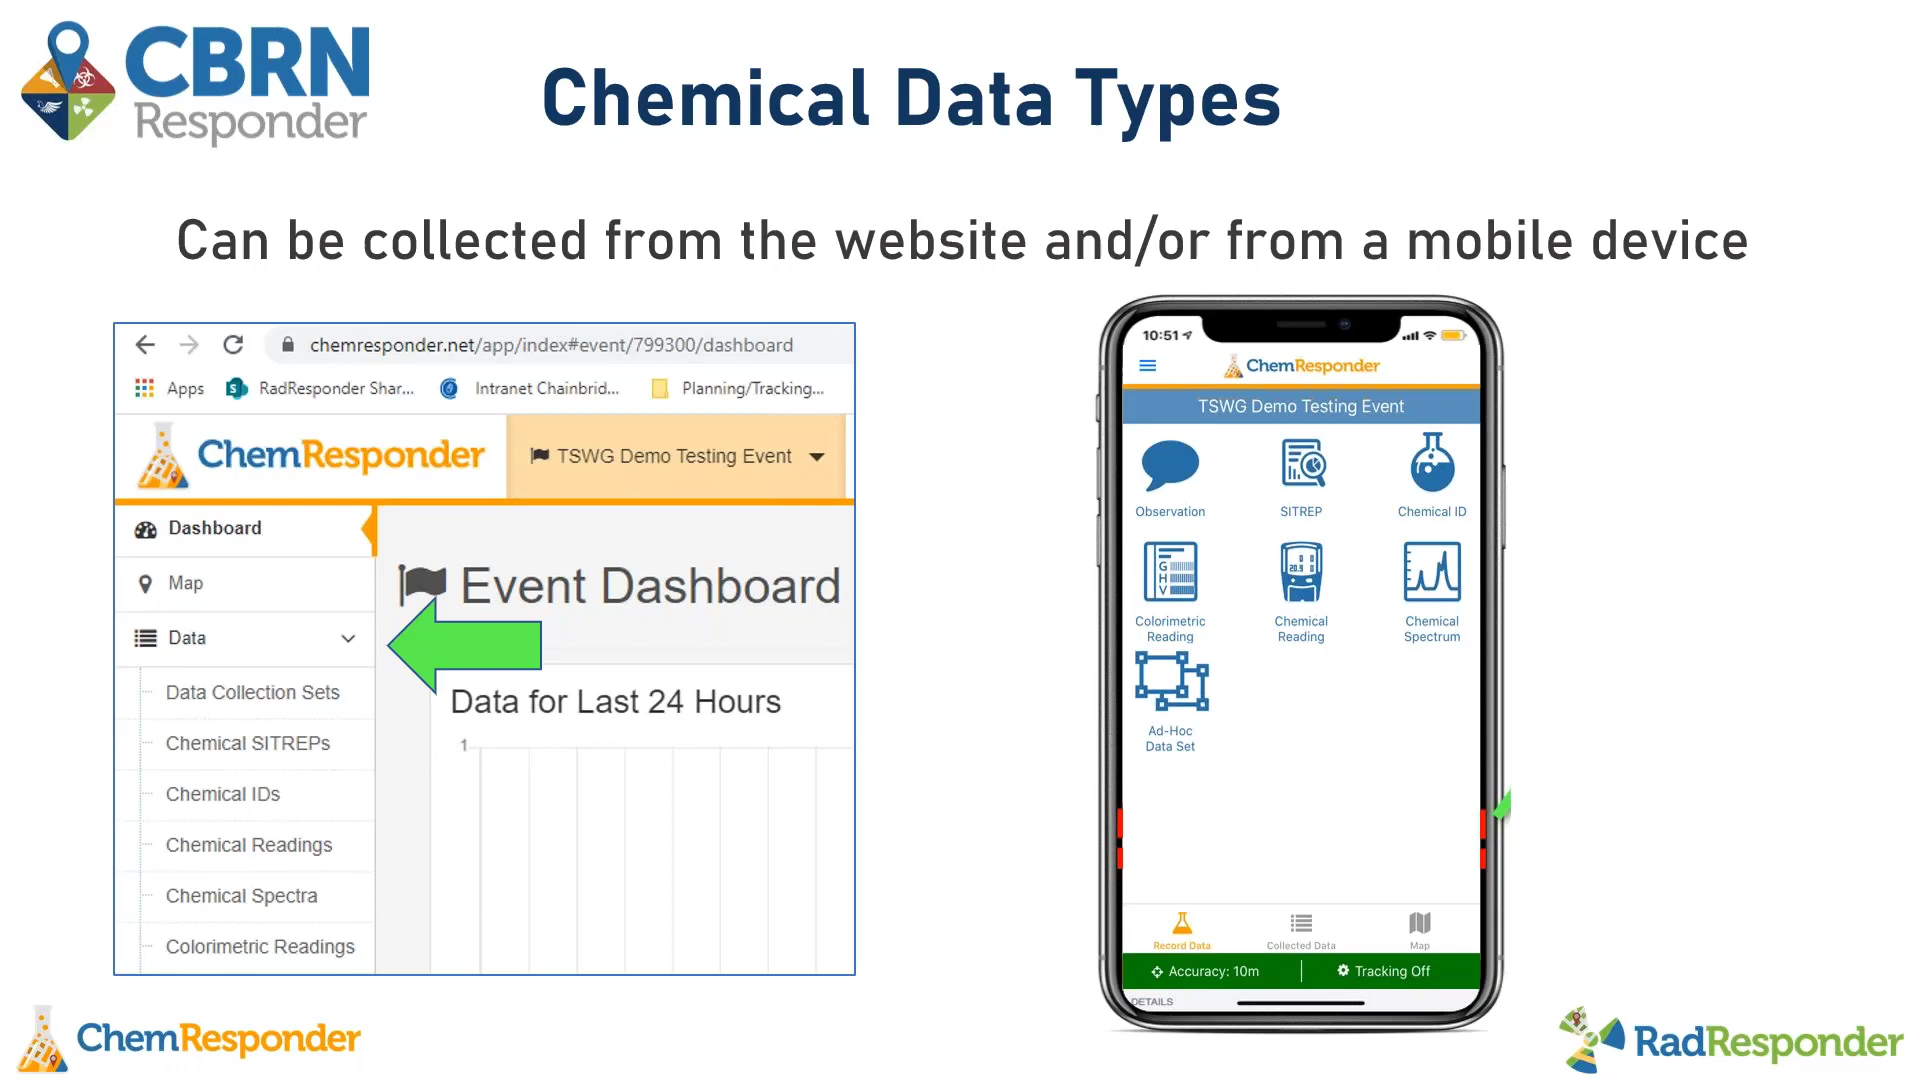 CBRN
Responder
Chemical Data Types
Can be collected from the website and/or from a mobile device
chemresponder.net/app/index#event/799300/dashboard
Apps
RadResponder Shar...
Intranet Chainbrid...
Planning/Tracking...
ChemResponder
TSWG Demo Testing Event
Dashboard
Map
Data
Data Collection Sets
Chemical SITREPs
Chemical IDs
Chemical Readings
Chemical Spectra
Colorimetric Readings
Event Dashboard
Data for Last 24 Hours
1
10:51
ChemResponder
TSWG Demo Testing Event
Observation
SITREP
Chemical ID
G
H
V
20.9
Colorimetric
Reading
Chemical
Reading
Chemical
Spectrum
Ad-Hoc
Data Set
Record Data
Collected Data
Map
Accuracy: 10m
Tracking Off
DETAILS
ChemResponder
RadResponder